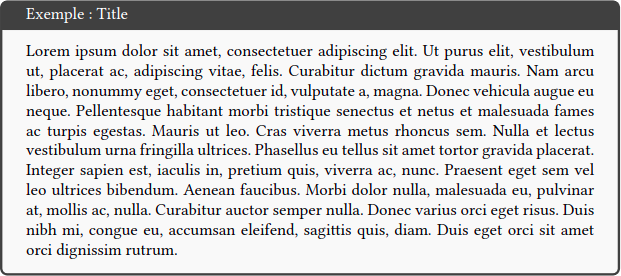 Exemple : Title
Lorem ipsum dolor sit amet, consectetuer adipiscing elit. Ut purus elit, vestibulum
ut, placerat ac, adipiscing vitae, felis. Curabitur dictum gravida mauris. Nam arcu
libero, nonummy eget, consectetuer id, vulputate a, magna. Donec vehicula augue eu
neque. Pellentesque habitant morbi tristique senectus et netus et malesuada fames
ac turpis egestas. Mauris ut leo. Cras viverra metus rhoncus sem. Nulla et lectus
vestibulum urna fringilla ultrices. Phasellus eu tellus sit amet tortor gravida placerat.
Integer sapien est, iaculis in, pretium quis, viverra ac, nunc. Praesent eget sem vel
leo ultrices bibendum. Aenean faucibus. Morbi dolor nulla, malesuada eu, pulvinar
at, mollis ac, nulla. Curabitur auctor semper nulla. Donec varius orci eget risus. Duis
nibh mi, congue eu, accumsan eleifend, sagittis quis, diam. Duis eget orci sit amet
orci dignissim rutrum.